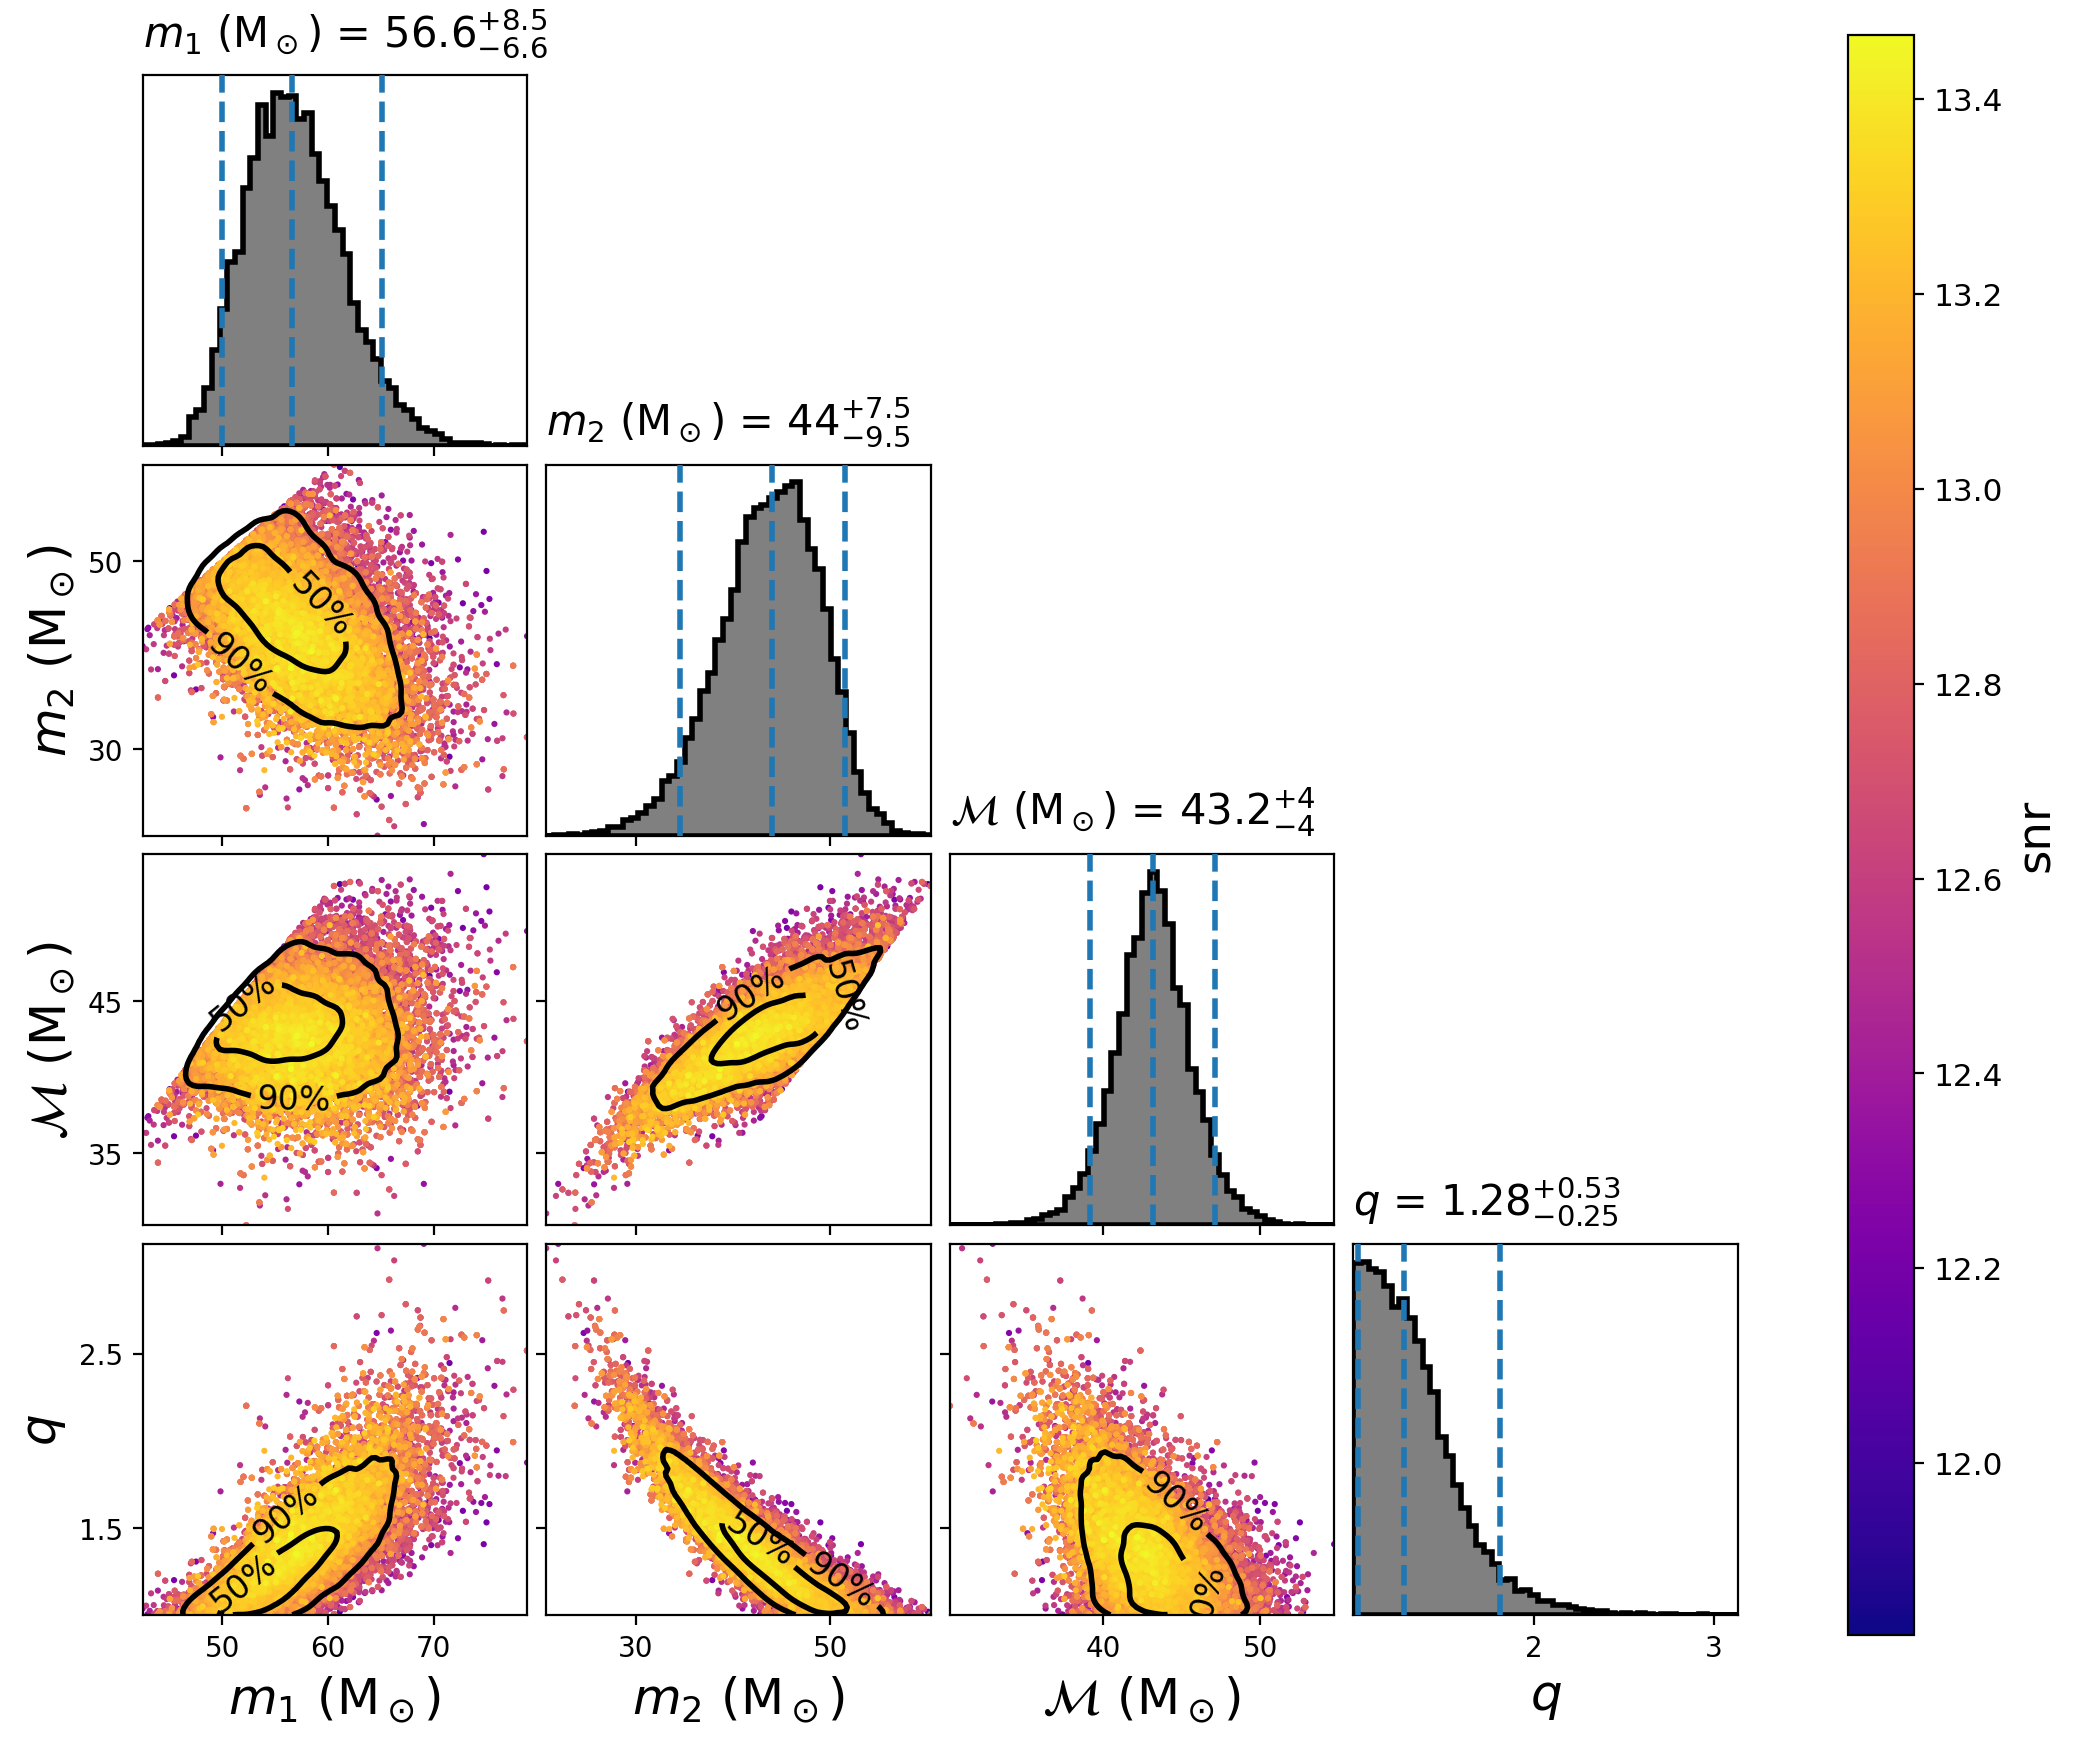 m₁ (M⊙) = 56.6 +8.5 −6.6
m₂ (M⊙) = 44 +7.5 −9.5
50
30
m₂ (M⊙)
50%
90%
ℳ (M⊙) = 43.2 +4 −4
45
35
ℳ (M⊙)
50%
90%
90%
50%
q = 1.28 +0.53 −0.25
2.5
1.5
q
90%
50%
50%
90%
90%
0%
50 60 70
30 50
40 50
2 3
m₁ (M⊙)
m₂ (M⊙)
ℳ (M⊙)
q
13.4
13.2
13.0
12.8
12.6
12.4
12.2
12.0
snr